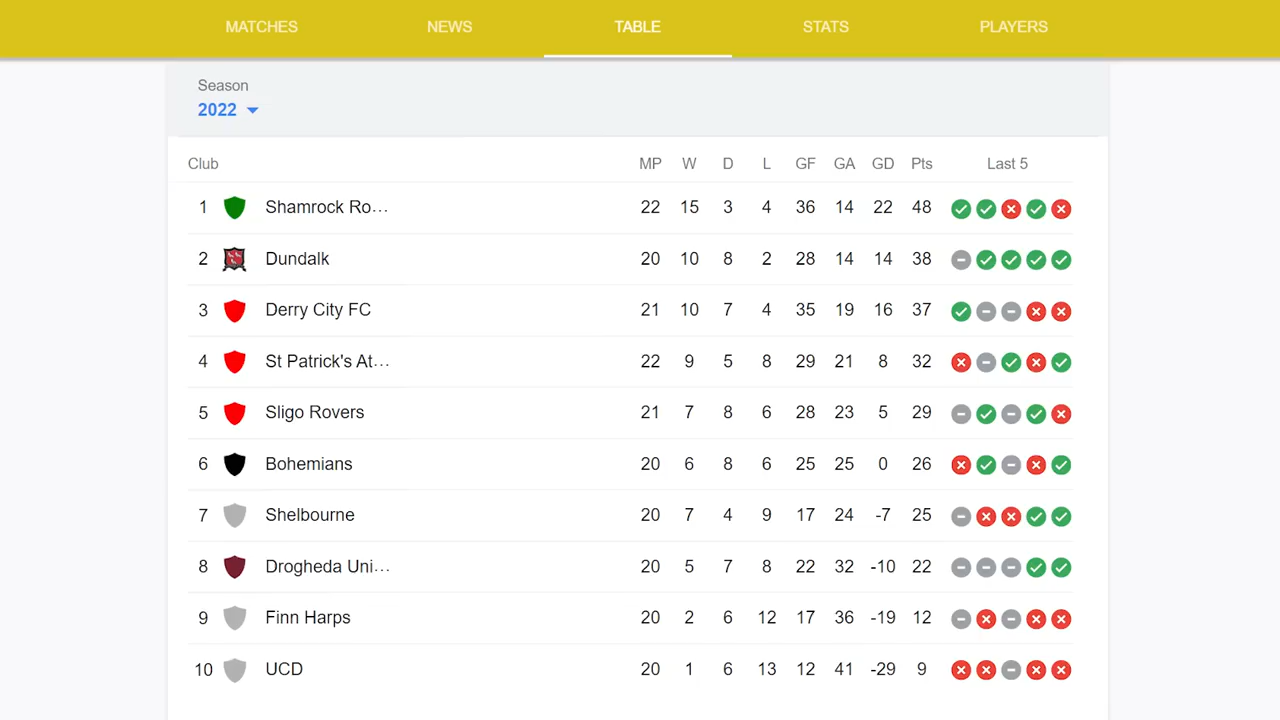 MATCHES NEWS TABLE STATS PLAYERS
Season
2022
Club MP W D L GF GA GD Pts Last 5
1 Shamrock Ro... 22 15 3 4 36 14 22 48
2 Dundalk 20 10 8 2 28 14 14 38
3 Derry City FC 21 10 7 4 35 19 16 37
4 St Patrick's At... 22 9 5 8 29 21 8 32
5 Sligo Rovers 21 7 8 6 28 23 5 29
6 Bohemians 20 6 8 6 25 25 0 26
7 Shelbourne 20 7 4 9 17 24 -7 25
8 Drogheda Uni... 20 5 7 8 22 32 -10 22
9 Finn Harps 20 2 6 12 17 36 -19 12
10 UCD 20 1 6 13 12 41 -29 9